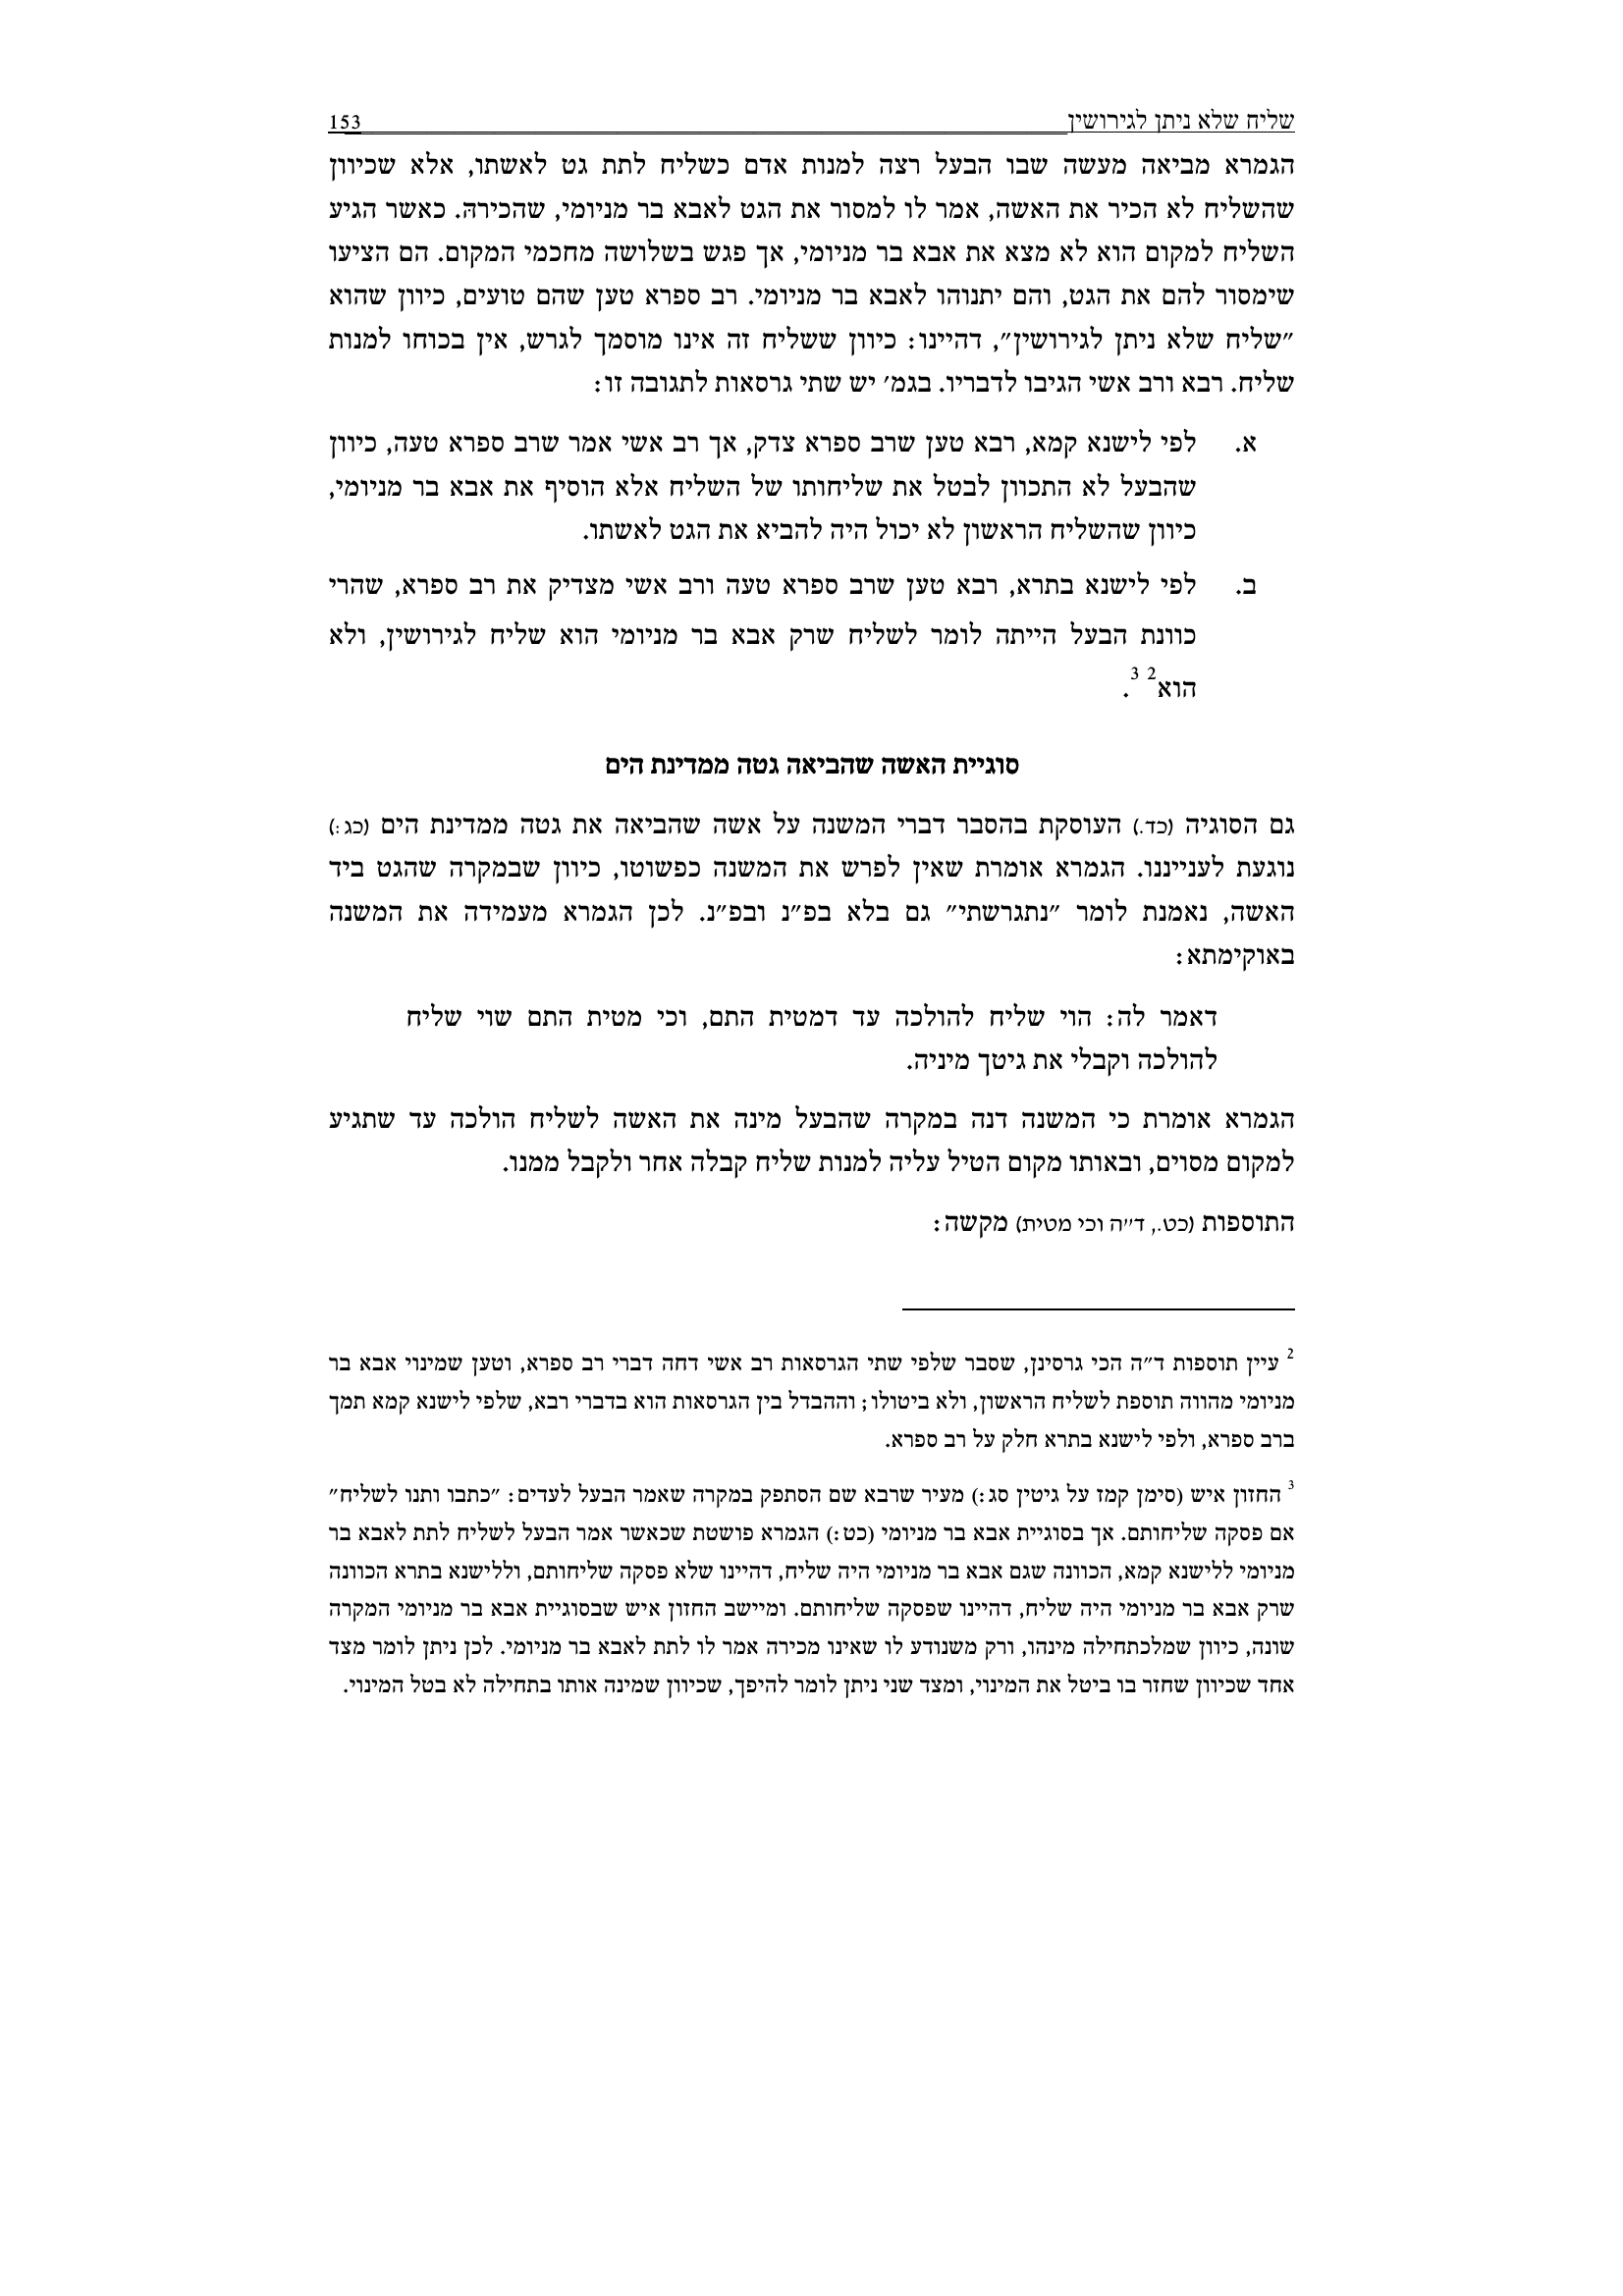 שליח שלא ניתן לגירושין 153
הגמרא מביאה מעשה שבו הבעל רצה למנות אדם כשליח לתת גט לאשתו, אלא שכיוון
שהשליח לא הכיר את האשה, אמר לו למסור את הגט לאבא בר מניומי, שהכירה. כאשר הגיע
השליח למקום הוא לא מצא את אבא בר מניומי, אך פגש בשלושה מחכמי המקום. הם הציעו
שימסור להם את הגט, והם יתנוהו לאבא בר מניומי. רב ספרא טען שהם טועים, כיוון שהוא
״שליח שלא ניתן לגירושין״, דהיינו: כיוון ששליח זה אינו מוסמך לגרש, אין בכוחו למנות
שליח. רבא ורב אשי הגיבו לדבריו. בגמ׳ יש שתי גרסאות לתגובה זו:
א. לפי לישנא קמא, רבא טען שרב ספרא צדק, אך רב אשי אמר שרב ספרא טעה, כיוון
שהבעל לא התכוון לבטל את שליחותו של השליח אלא הוסיף את אבא בר מניומי,
כיוון שהשליח הראשון לא יכול היה להביא את הגט לאשתו.
ב. לפי לישנא בתרא, רבא טען שרב ספרא טעה ורב אשי מצדיק את רב ספרא, שהרי
כוונת הבעל הייתה לומר לשליח שרק אבא בר מניומי הוא שליח לגירושין, ולא
הוא2 3.
סוגיית האשה שהביאה גטה ממדינת הים
גם הסוגיה (כד.) העוסקת בהסבר דברי המשנה על אשה שהביאה את גטה ממדינת הים (כג:)
נוגעת לענייננו. הגמרא אומרת שאין לפרש את המשנה כפשוטו, כיוון שבמקרה שהגט ביד
האשה, נאמנת לומר ״נתגרשתי״ גם בלא בפ״נ ובפ״נ. לכן הגמרא מעמידה את המשנה
באוקימתא:
דאמר לה: הוי שליח להולכה עד דמטית התם, וכי מטית התם שוי שליח
להולכה וקבלי את גיטך מיניה.
הגמרא אומרת כי המשנה דנה במקרה שהבעל מינה את האשה לשליח הולכה עד שתגיע
למקום מסוים, ובאותו מקום הטיל עליה למנות שליח קבלה אחר ולקבל ממנו.
התוספות (כט., ד״ה וכי מטית) מקשה:
2 עיין תוספות ד״ה הכי גרסינן, שסבר שלפי שתי הגרסאות רב אשי דחה דברי רב ספרא, וטען שמינוי אבא בר
מניומי מהווה תוספת לשליח הראשון, ולא ביטולו; וההבדל בין הגרסאות הוא בדברי רבא, שלפי לישנא קמא תמך
ברב ספרא, ולפי לישנא בתרא חלק על רב ספרא.
3 החזון איש (סימן קמז על גיטין סג:) מעיר שרבא שם הסתפק במקרה שאמר הבעל לעדים: ״כתבו ותנו לשליח״
אם פסקה שליחותם. אך בסוגיית אבא בר מניומי (כט:) הגמרא פושטת שכאשר אמר הבעל לשליח לתת לאבא בר
מניומי ללישנא קמא, הכוונה שגם אבא בר מניומי היה שליח, דהיינו שלא פסקה שליחותם, וללישנא בתרא הכוונה
שרק אבא בר מניומי היה שליח, דהיינו שפסקה שליחותם. ומיישב החזון איש שבסוגיית אבא בר מניומי המקרה
שונה, כיוון שמלכתחילה מינהו, ורק משנודע לו שאינו מכירה אמר לו לתת לאבא בר מניומי. לכן ניתן לומר מצד
אחד שכיוון שחזר בו ביטל את המינוי, ומצד שני ניתן לומר להיפך, שכיוון שמינה אותו בתחילה לא בטל המינוי.